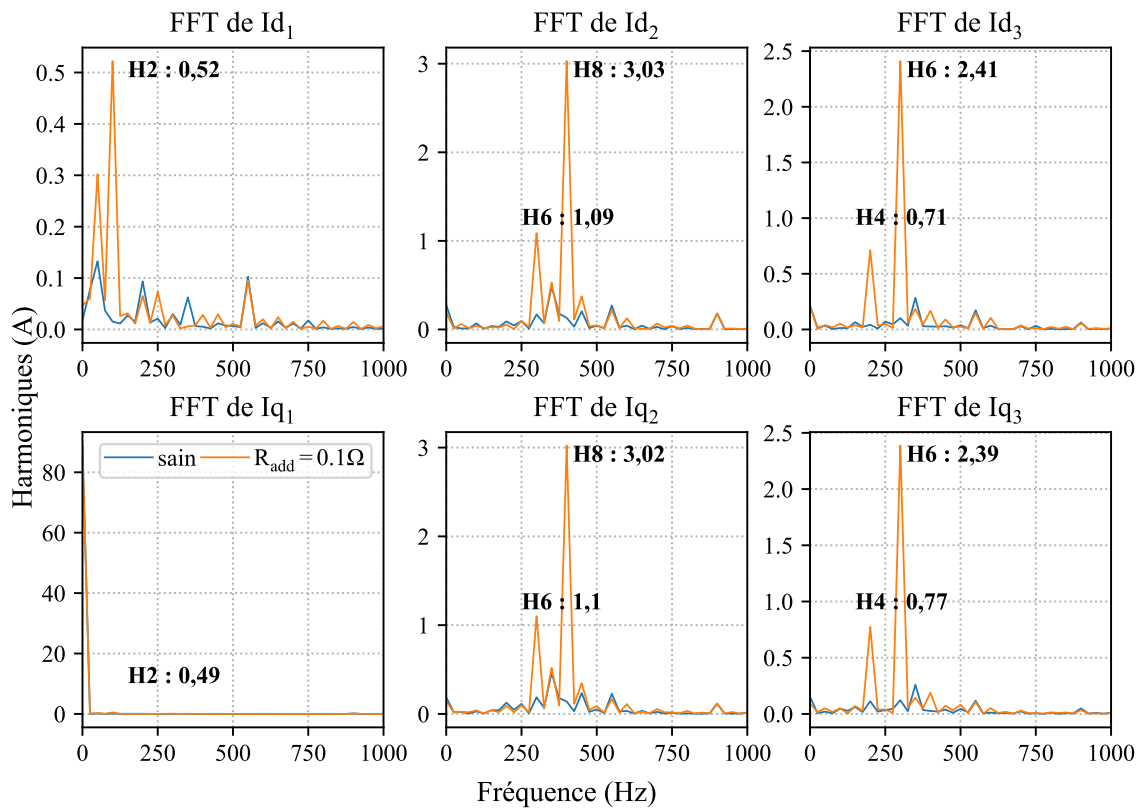 FFT de Id₁
FFT de Id₂
FFT de Id₃
H2 : 0,52
H8 : 3,03
H6 : 2,41
H6 : 1,09
H4 : 0,71
0.5
0.4
0.3
0.2
0.1
0.0
3
2
1
0
2.5
2.0
1.5
1.0
0.5
0.0
0 250 500 750 1000
0 250 500 750 1000
0 250 500 750 1000
Harmoniques (A)
FFT de Iq₁
FFT de Iq₂
FFT de Iq₃
sain
R_add = 0.1Ω
H8 : 3,02
H6 : 2,39
H6 : 1,1
H4 : 0,77
H2 : 0,49
80
60
40
20
0
3
2
1
0
2.5
2.0
1.5
1.0
0.5
0.0
0 250 500 750 1000
0 250 500 750 1000
0 250 500 750 1000
Fréquence (Hz)